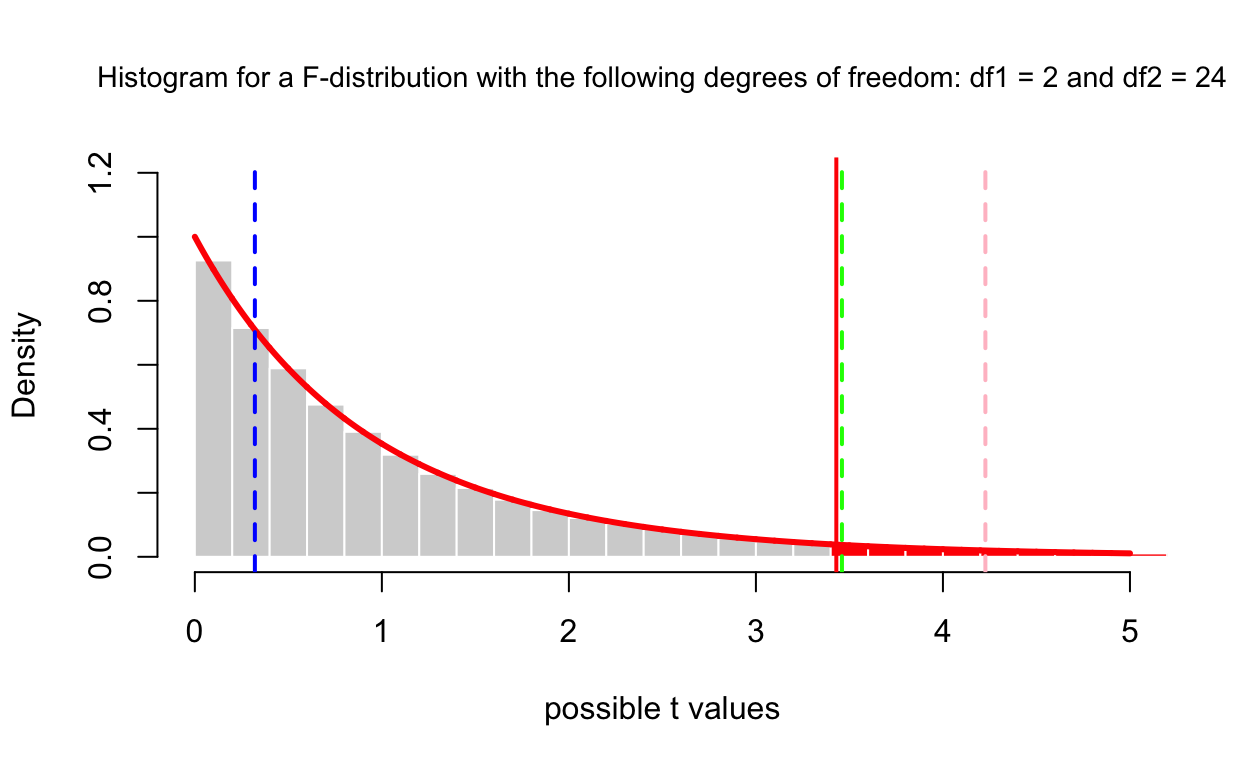 Histogram for a F-distribution with the following degrees of freedom: df1 = 2 and df2 = 24
Density
1.2
0.8
0.4
0.0
0 1 2 3 4 5
possible t values